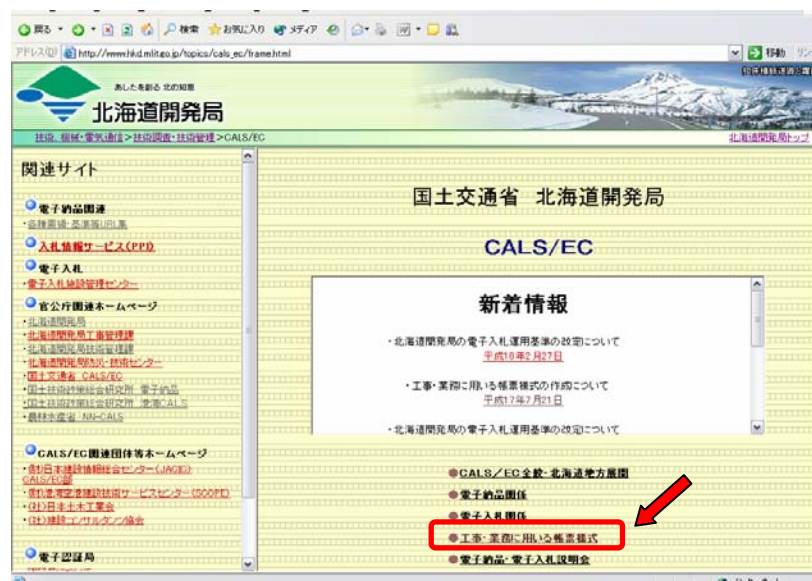 戻る
検索
お気に入り
メディア
アドレス(D)
http://www.hkd.mlit.go.jp/topics/cals_ec/frame.html
移動
あしたを創る 北の知恵
北海道開発局
技術、機械・電気通信>技術調査・技術管理>CALS/EC
北海道開発局トップ
関連サイト
電子納品関連
・各種要領・基準等URL集
入札情報サービス(PPI)
電子入札
・電子入札施設管理センター
官公庁関連ホームページ
・北海道開発局
・北海道開発局工事管理課
・北海道開発局技術管理課
・北海道開発局防災・技術センター
・国土交通省 CALS/EC
・国土技術政策総合研究所 電子納品
・国土技術政策総合研究所 港湾CALS
・農林水産省 NN-CALS
CALS/EC関連団体等ホームページ
・(財)日本建設情報総合センター(JACIC)
CALS/EC部
・(財)港湾空港建設技術サービスセンター(SCOPE)
・(社)日本土木工業会
・(社)建設コンサルタンツ協会
電子認証局
国土交通省 北海道開発局
CALS/EC
新着情報
・北海道開発局の電子入札運用基準の改定について
平成18年2月27日
・工事・業務に用いる帳票様式の作成について
平成17年7月21日
・北海道開発局の電子入札運用基準の改定について
CALS/EC全般・北海道地方展開
電子納品関係
電子入札関係
工事・業務に用いる帳票様式
電子納品・電子入札説明会